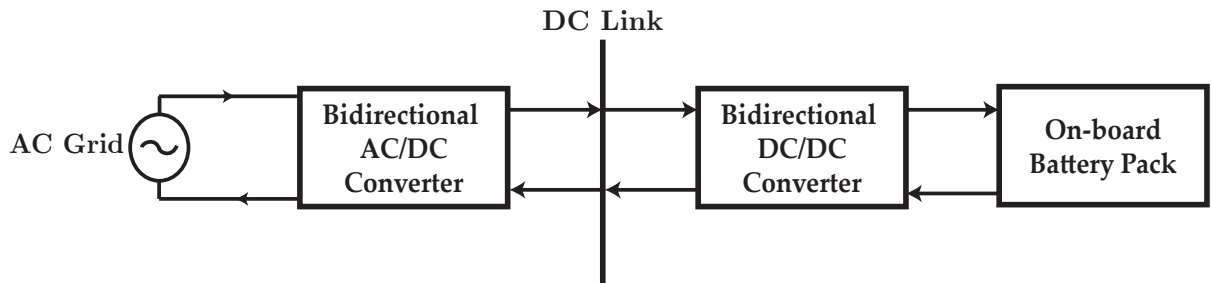 DC Link
AC Grid
Bidirectional
AC/DC
Converter
Bidirectional
DC/DC
Converter
On-board
Battery Pack